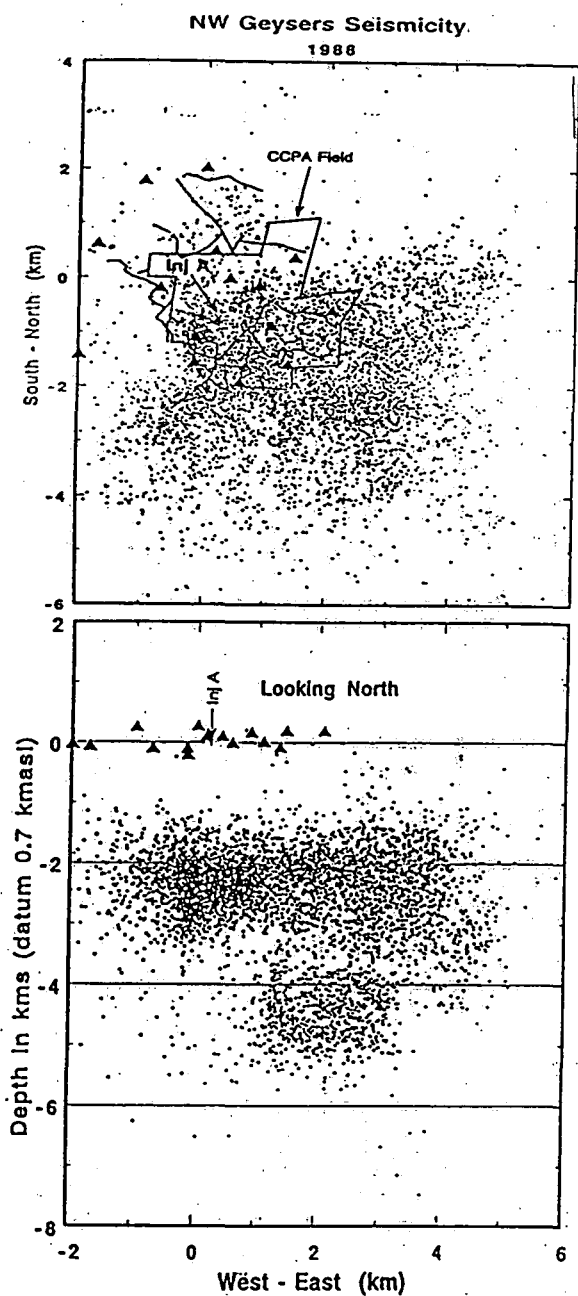 NW Geysers Seismicity
1988
4
2
0
-2
-4
-6
South - North (km)
CCPA Field
Inj
2
0
-2
-4
-6
-8
Depth In kms (datum 0.7 kmasl)
Inj A
Looking North
-2 0 2 4 6
West - East (km)